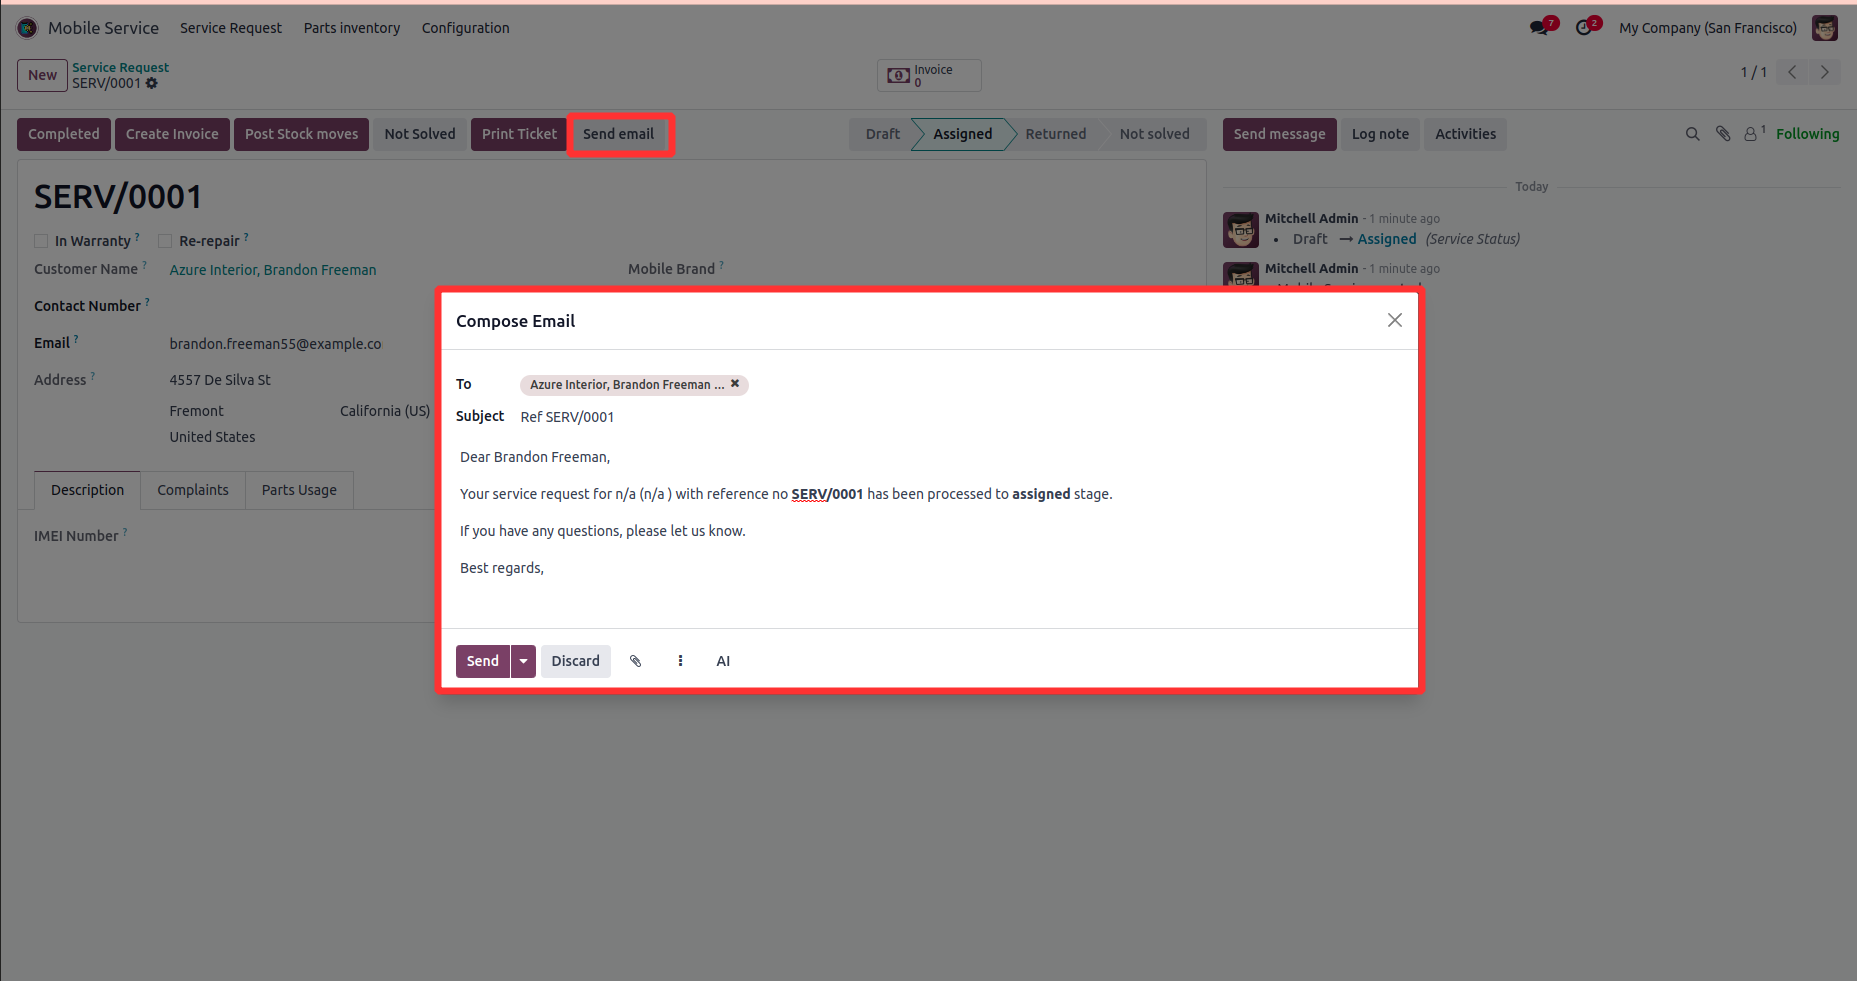 Mobile Service Service Request Parts inventory Configuration 7 2 My Company (San Francisco)
New Service Request Invoice 1 / 1
SERV/0001 0
Completed Create Invoice Post Stock moves Not Solved Print Ticket Send email Draft Assigned Returned Not solved Send message Log note Activities 1 Following
SERV/0001
Today
In Warranty ? Re-repair ?
Customer Name ? Azure Interior, Brandon Freeman Mobile Brand ?
Contact Number ?
Email ? brandon.freeman55@example.co
Address ? 4557 De Silva St
Fremont California (US)
United States
Description Complaints Parts Usage
IMEI Number ?
Mitchell Admin - 1 minute ago
• Draft → Assigned (Service Status)
Mitchell Admin - 1 minute ago
Compose Email
To Azure Interior, Brandon Freeman ...
Subject Ref SERV/0001
Dear Brandon Freeman,
Your service request for n/a (n/a ) with reference no SERV/0001 has been processed to assigned stage.
If you have any questions, please let us know.
Best regards,
Send Discard AI